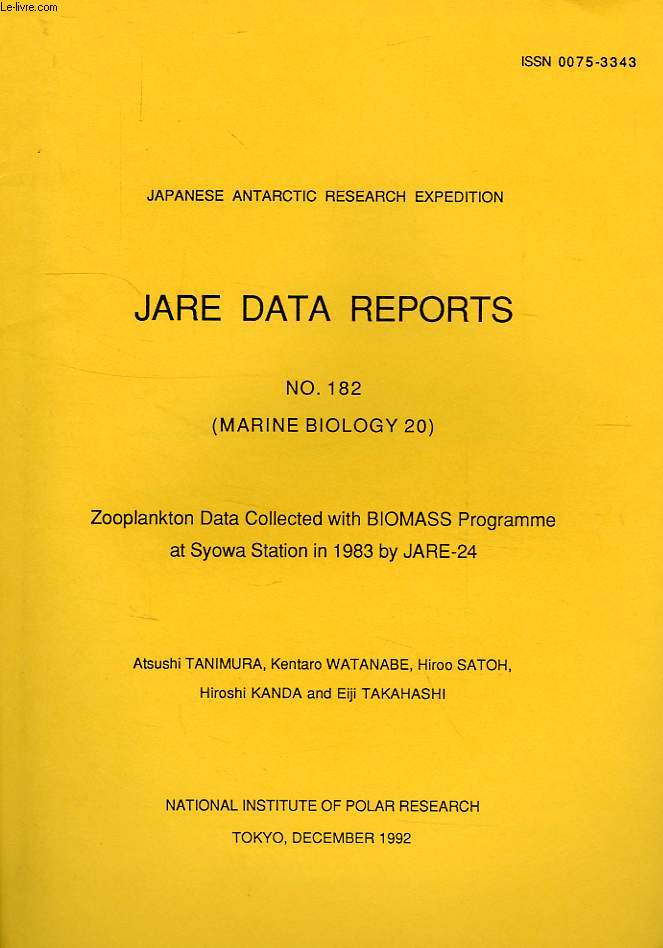 Le-livre.com
ISSN 0075-3343
JAPANESE ANTARCTIC RESEARCH EXPEDITION
JARE DATA REPORTS
NO. 182
(MARINE BIOLOGY 20)
Zooplankton Data Collected with BIOMASS Programme
at Syowa Station in 1983 by JARE-24
Atsushi TANIMURA, Kentaro WATANABE, Hiroo SATOH,
Hiroshi KANDA and Eiji TAKAHASHI
NATIONAL INSTITUTE OF POLAR RESEARCH
TOKYO, DECEMBER 1992